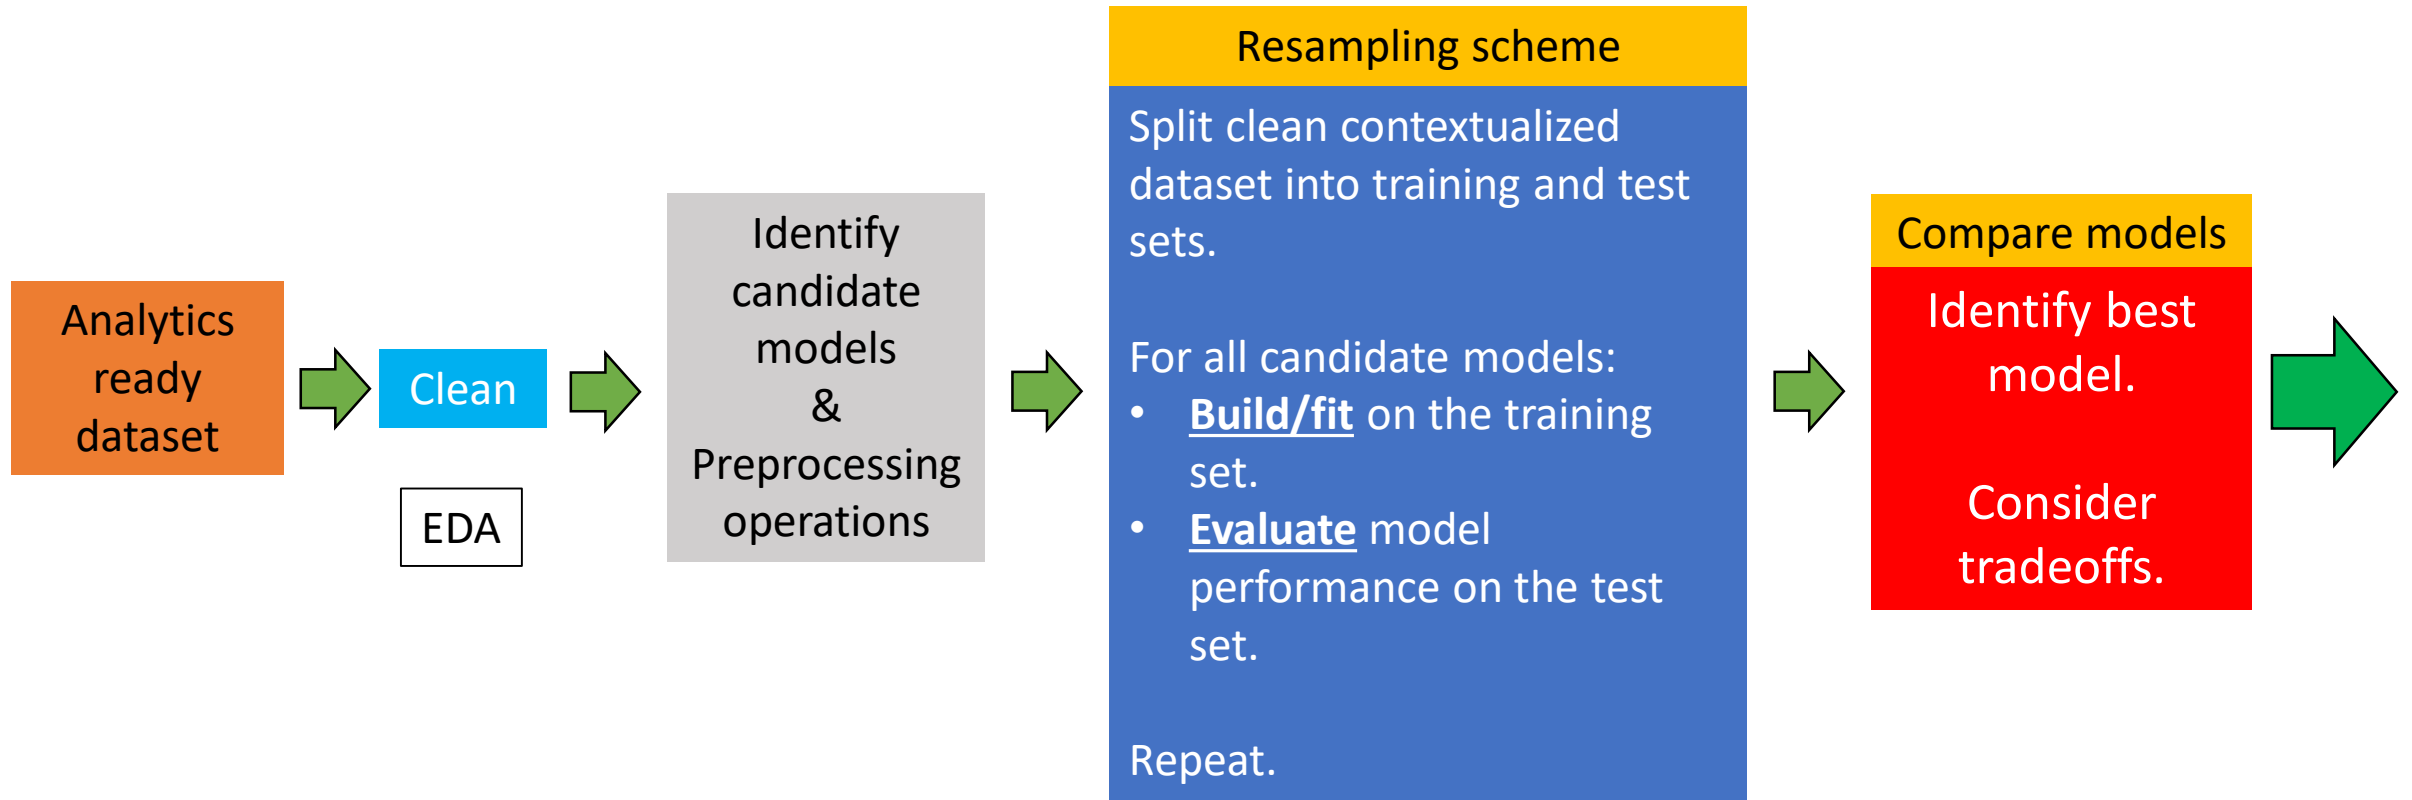 Analytics
ready
dataset
Clean
EDA
Identify
candidate
models
&
Preprocessing
operations
Resampling scheme
Split clean contextualized
dataset into training and test
sets.
For all candidate models:
• Build/fit on the training
set.
• Evaluate model
performance on the test
set.
Repeat.
Compare models
Identify best
model.
Consider
tradeoffs.